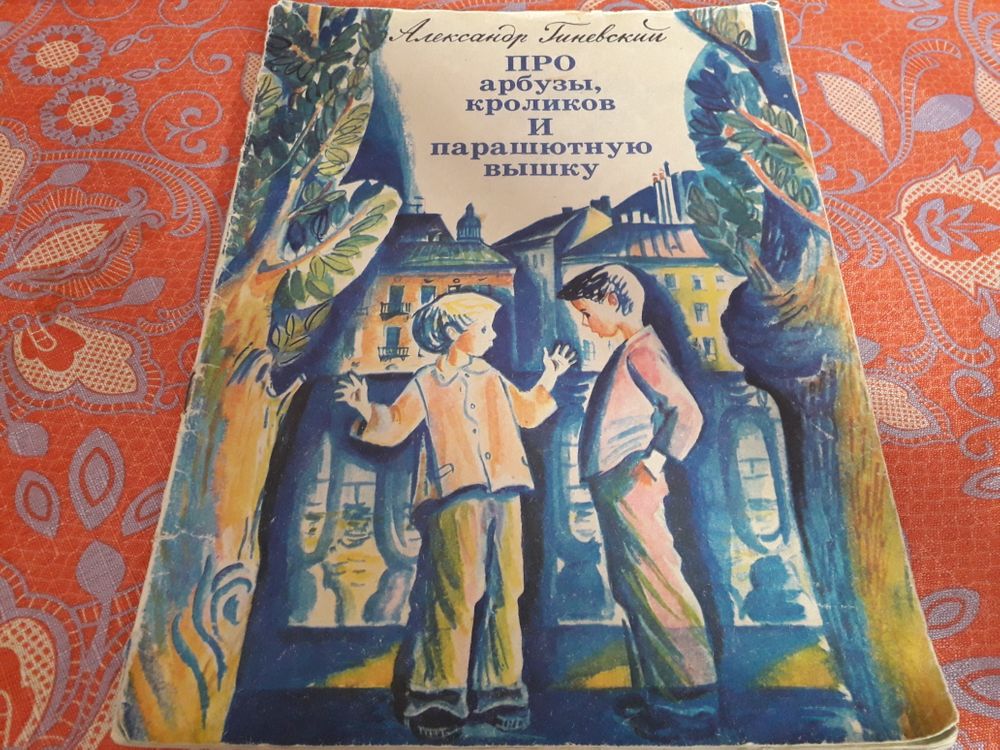 Александр Гиневский
ПРО
арбузы,
кроликов
И
парашютную
вышку